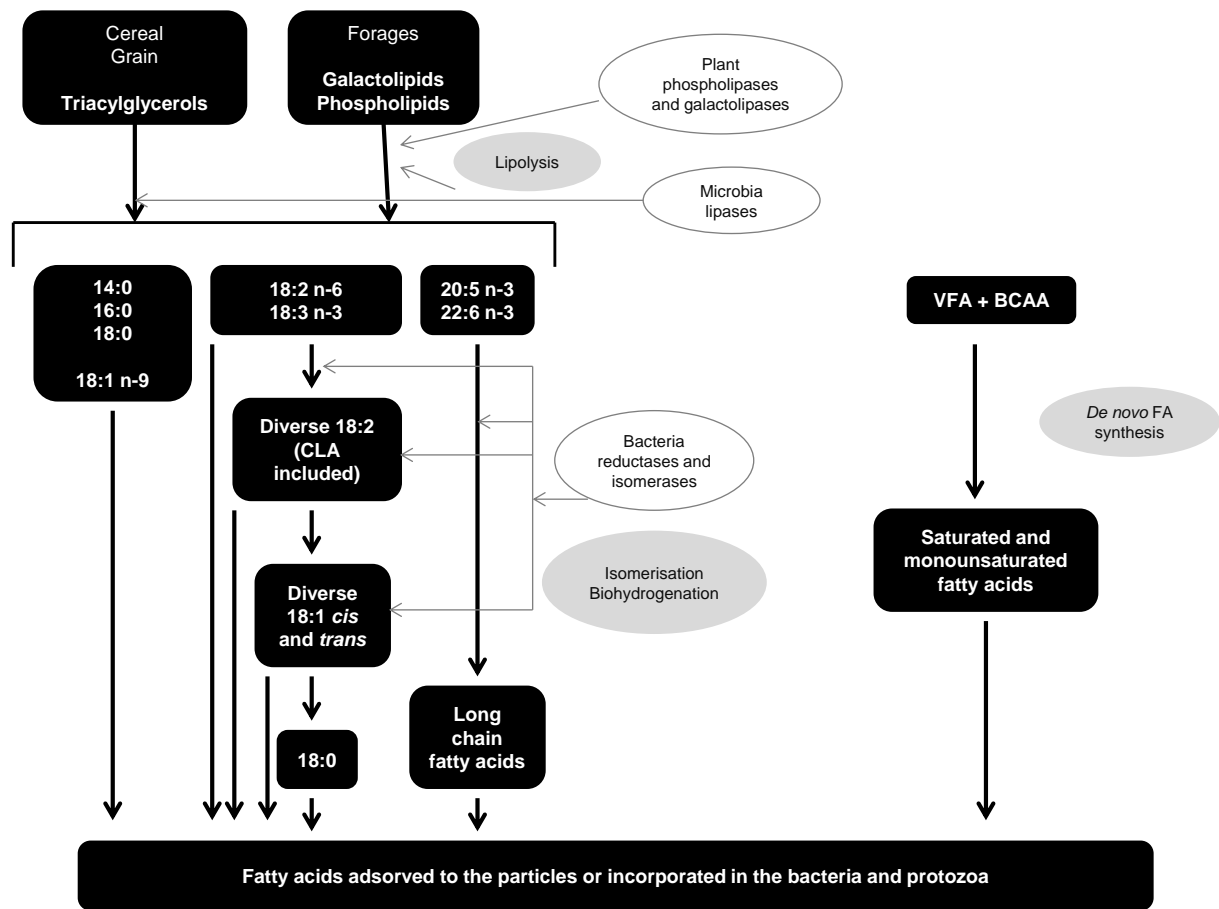 Cereal
Grain
Triacylglycerols
Forages
Galactolipids
Phospholipids
Plant
phospholipases
and galactolipases
Lipolysis
Microbia
lipases
14:0
16:0
18:0
18:1 n-9
18:2 n-6
18:3 n-3
20:5 n-3
22:6 n-3
VFA + BCAA
De novo FA
synthesis
Diverse 18:2
(CLA
included)
Bacteria
reductases and
isomerases
Isomerisation
Biohydrogenation
Saturated and
monounsaturated
fatty acids
Diverse
18:1 cis
and trans
Long
chain
fatty acids
18:0
Fatty acids adsorved to the particles or incorporated in the bacteria and protozoa